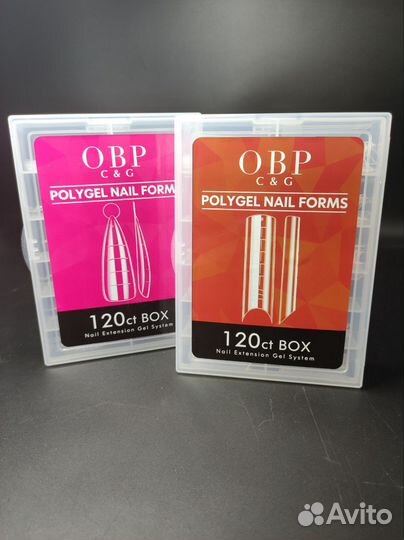 OBP
C & G
POLYGEL NAIL FORMS
120ct BOX
Nail Extension Gel System
OBP
C & G
POLYGEL NAIL FORMS
120ct BOX
Nail Extension Gel System
Avito